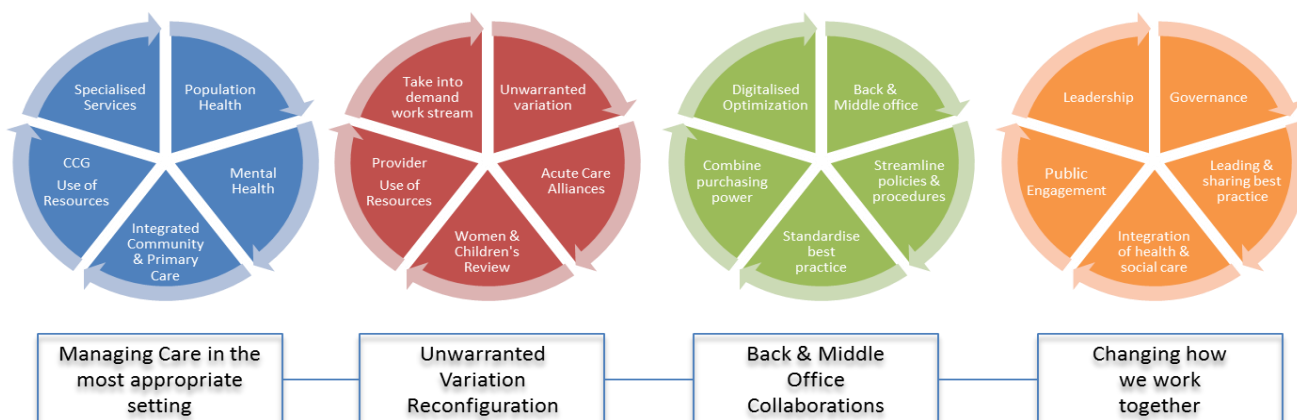 Specialised
Services
Population
Health
Mental
Health
Integrated
Community
& Primary
Care
CCG
Use of
Resources
Take into
demand
work stream
Unwarranted
variation
Acute Care
Alliances
Women &
Children's
Review
Provider
Use of
Resources
Digitalised
Optimization
Back &
Middle office
Streamline
policies &
procedures
Standardise
best
practice
Combine
purchasing
power
Leadership
Governance
Leading &
sharing best
practice
Integration
of health &
social care
Public
Engagement
Managing Care in the
most appropriate
setting
Unwarranted
Variation
Reconfiguration
Back & Middle
Office
Collaborations
Changing how
we work
together